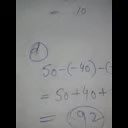 = 10
d
50-(-40)-(
= 50+40+
= 92